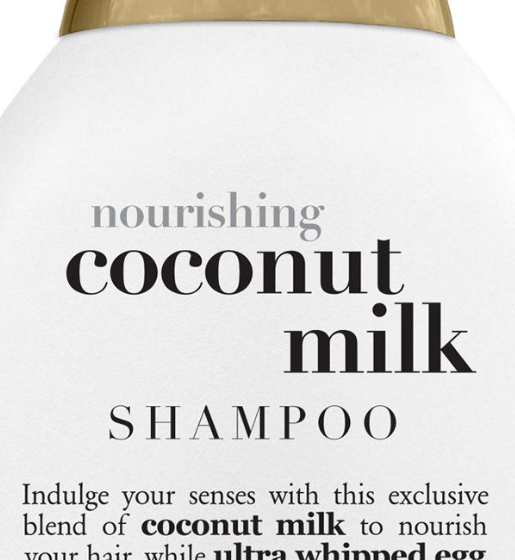 nourishing
coconut
milk
SHAMPOO
Indulge your senses with this exclusive
blend of coconut milk to nourish
your hair, while ultra whipped egg